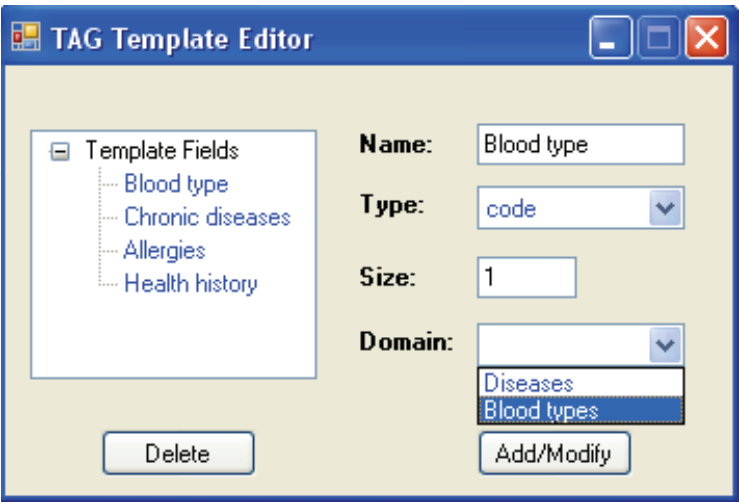 TAG Template Editor
Template Fields
Blood type
Chronic diseases
Allergies
Health history
Name: Blood type
Type: code
Size: 1
Domain:
Diseases
Blood types
Delete
Add/Modify